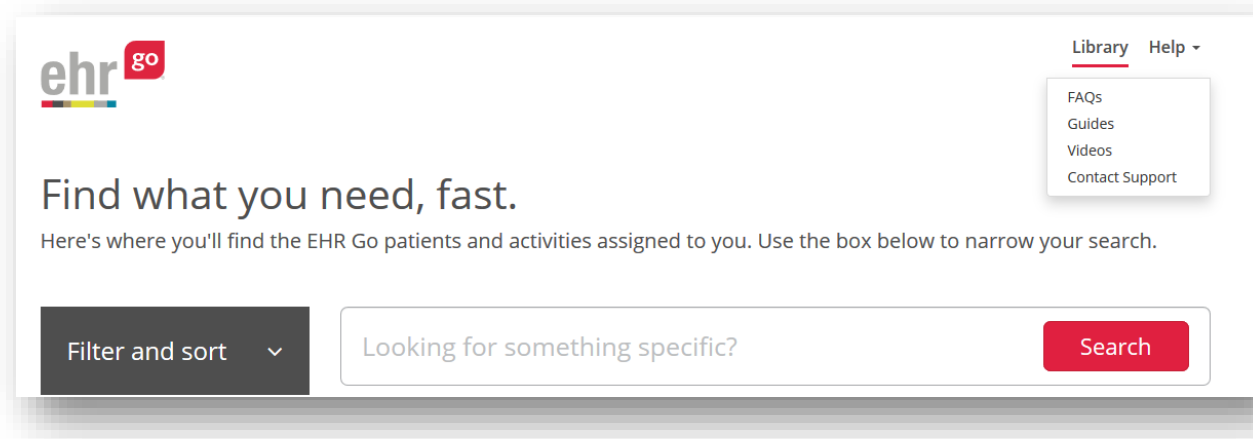 ehr go
Library Help
FAQs
Guides
Videos
Contact Support
Find what you need, fast.
Here's where you'll find the EHR Go patients and activities assigned to you. Use the box below to narrow your search.
Filter and sort
Looking for something specific?
Search